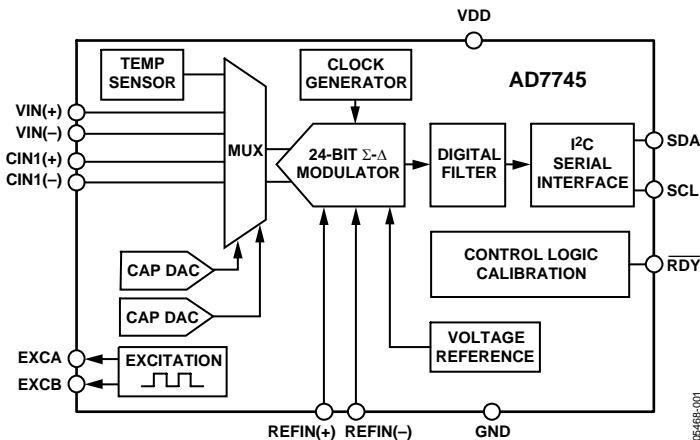 VDD
TEMP
SENSOR
CLOCK
GENERATOR
AD7745
VIN(+)
VIN(–)
CIN1(+)
CIN1(–)
MUX
24-BIT Σ-Δ
MODULATOR
DIGITAL
FILTER
I²C
SERIAL
INTERFACE
SDA
SCL
CAP DAC
CAP DAC
CONTROL LOGIC
CALIBRATION
RDY
EXCA
EXCB
EXCITATION
VOLTAGE
REFERENCE
REFIN(+)
REFIN(–)
GND
05468-001